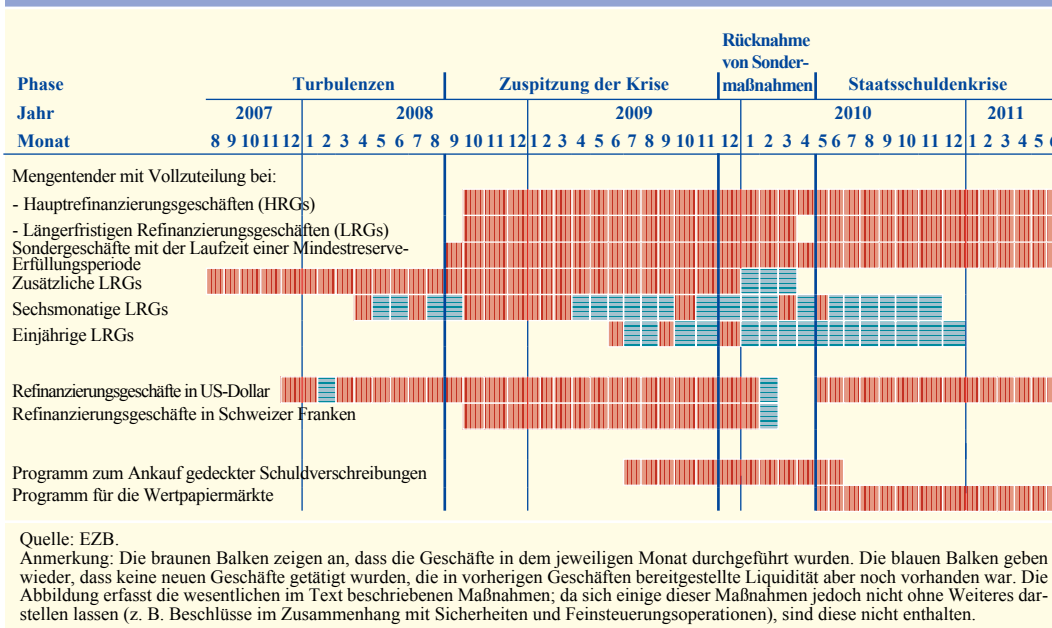 Rücknahme
von Sonder-
Phase Turbulenzen Zuspitzung der Krise maßnahmen Staatsschuldenkrise
Jahr 2007 2008 2009 2010 2011
Monat 8 9 10 11 12 1 2 3 4 5 6 7 8 9 10 11 12 1 2 3 4 5 6 7 8 9 10 11 12 1 2 3 4 5 6 7 8 9 10 11 12 1 2 3 4 5 6
Mengentender mit Vollzuteilung bei:
- Hauptrefinanzierungsgeschäften (HRGs)
- Längerfristigen Refinanzierungsgeschäften (LRGs)
Sondergeschäfte mit der Laufzeit einer Mindestreserve-
Erfüllungsperiode
Zusätzliche LRGs
Sechsmonatige LRGs
Einjährige LRGs
Refinanzierungsgeschäfte in US-Dollar
Refinanzierungsgeschäfte in Schweizer Franken
Programm zum Ankauf gedeckter Schuldverschreibungen
Programm für die Wertpapiermärkte
Quelle: EZB.
Anmerkung: Die braunen Balken zeigen an, dass die Geschäfte in dem jeweiligen Monat durchgeführt wurden. Die blauen Balken geben
wieder, dass keine neuen Geschäfte getätigt wurden, die in vorherigen Geschäften bereitgestellte Liquidität aber noch vorhanden war. Die
Abbildung erfasst die wesentlichen im Text beschriebenen Maßnahmen; da sich einige dieser Maßnahmen jedoch nicht ohne Weiteres dar-
stellen lassen (z. B. Beschlüsse im Zusammenhang mit Sicherheiten und Feinsteuerungsoperationen), sind diese nicht enthalten.